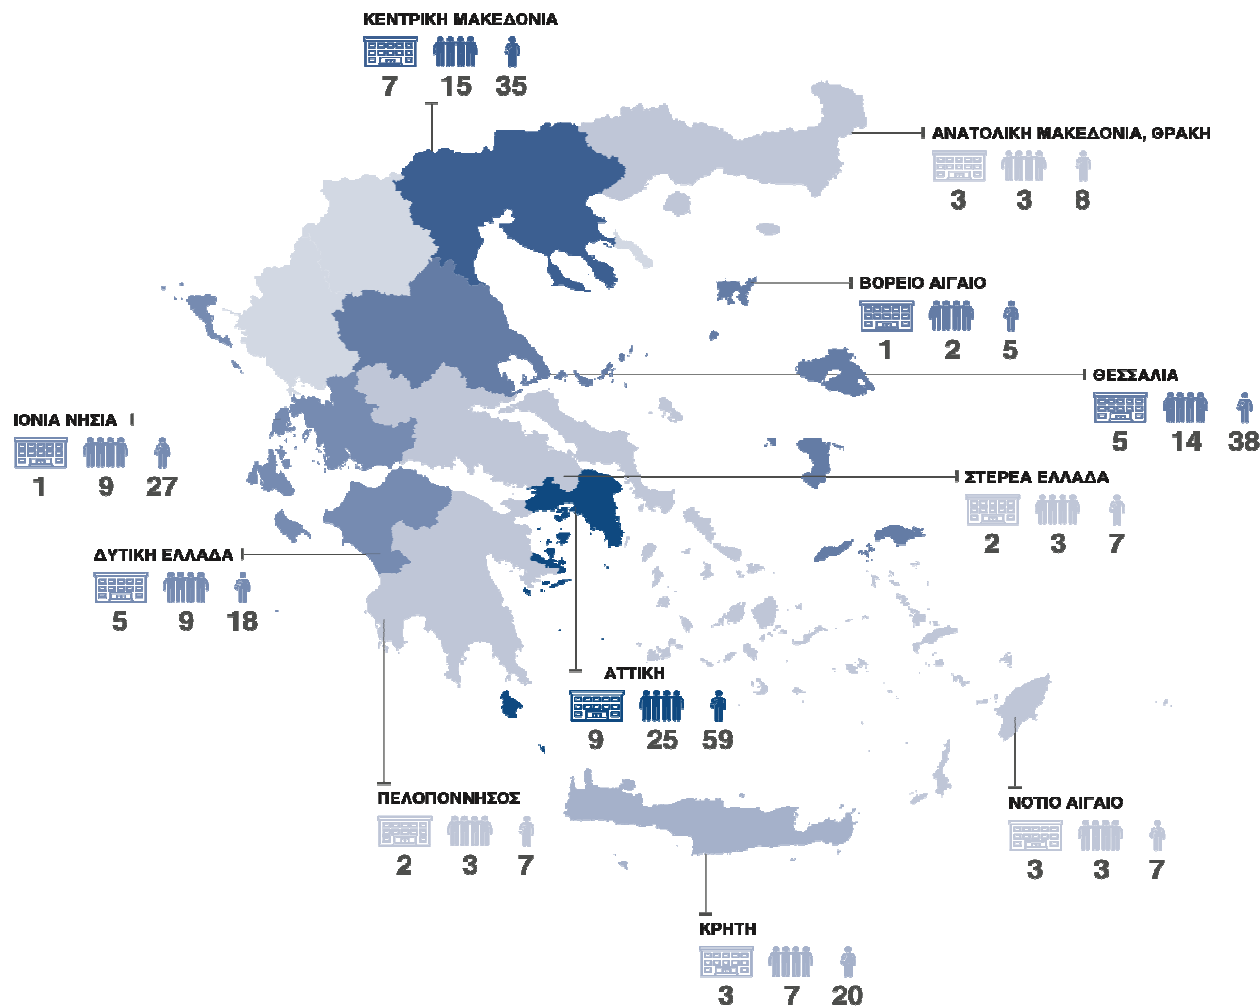 ΚΕΝΤΡΙΚΗ ΜΑΚΕΔΟΝΙΑ
7 15 35
ΑΝΑΤΟΛΙΚΗ ΜΑΚΕΔΟΝΙΑ, ΘΡΑΚΗ
3 3 8
ΒΟΡΕΙΟ ΑΙΓΑΙΟ
1 2 5
ΘΕΣΣΑΛΙΑ
5 14 38
ΙΟΝΙΑ ΝΗΣΙΑ
1 9 27
ΣΤΕΡΕΑ ΕΛΛΑΔΑ
2 3 7
ΔΥΤΙΚΗ ΕΛΛΑΔΑ
5 9 18
ΑΤΤΙΚΗ
9 25 59
ΠΕΛΟΠΟΝΝΗΣΟΣ
2 3 7
ΝΟΤΙΟ ΑΙΓΑΙΟ
3 3 7
ΚΡΗΤΗ
3 7 20